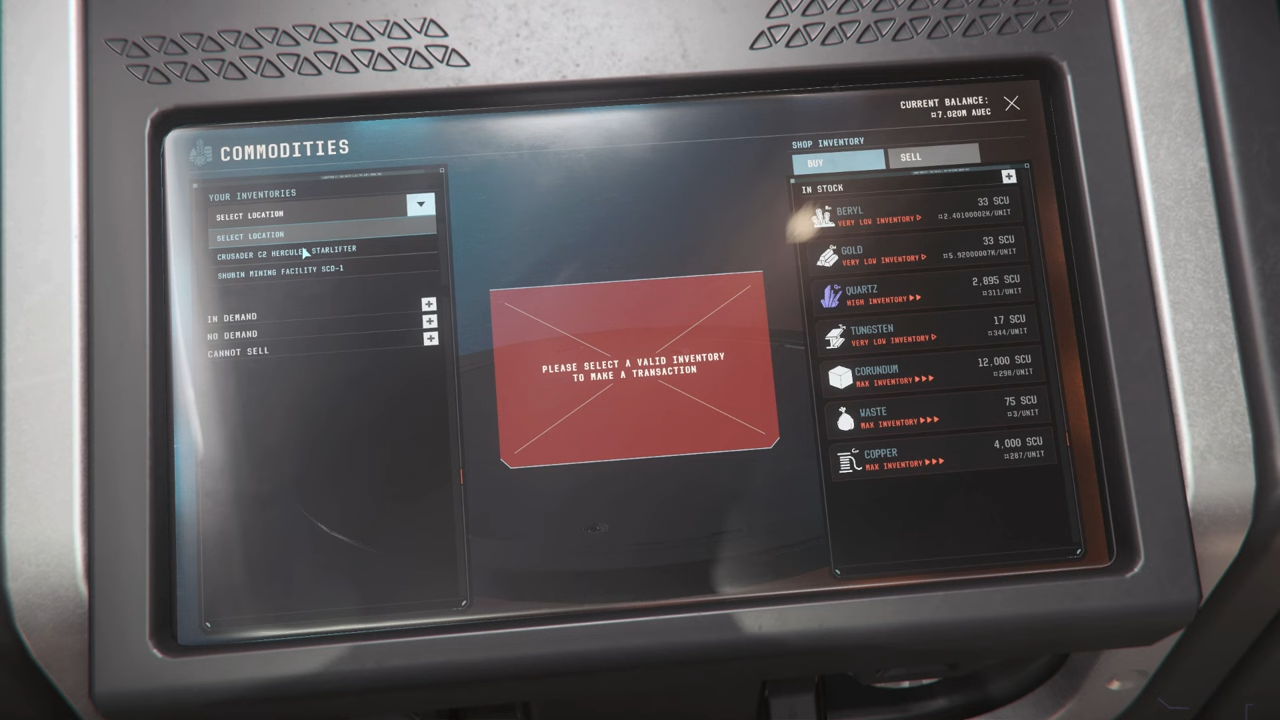 CURRENT BALANCE:
¤7.020M AUEC
COMMODITIES
YOUR INVENTORIES
SELECT LOCATION
SELECT LOCATION
CRUSADER C2 HERCULES STARLIFTER
SHUBIN MINING FACILITY SCD-1
IN DEMAND
NO DEMAND
CANNOT SELL
PLEASE SELECT A VALID INVENTORY
TO MAKE A TRANSACTION
SHOP INVENTORY
BUY SELL
IN STOCK
BERYL 33 SCU
VERY LOW INVENTORY ¤2.40100002K/UNIT
GOLD 33 SCU
VERY LOW INVENTORY ¤5.92000007K/UNIT
QUARTZ 2,895 SCU
HIGH INVENTORY ¤311/UNIT
TUNGSTEN 17 SCU
VERY LOW INVENTORY ¤344/UNIT
CORUNDUM 12,000 SCU
MAX INVENTORY ¤298/UNIT
WASTE 75 SCU
MAX INVENTORY ¤3/UNIT
COPPER 4,000 SCU
MAX INVENTORY ¤287/UNIT